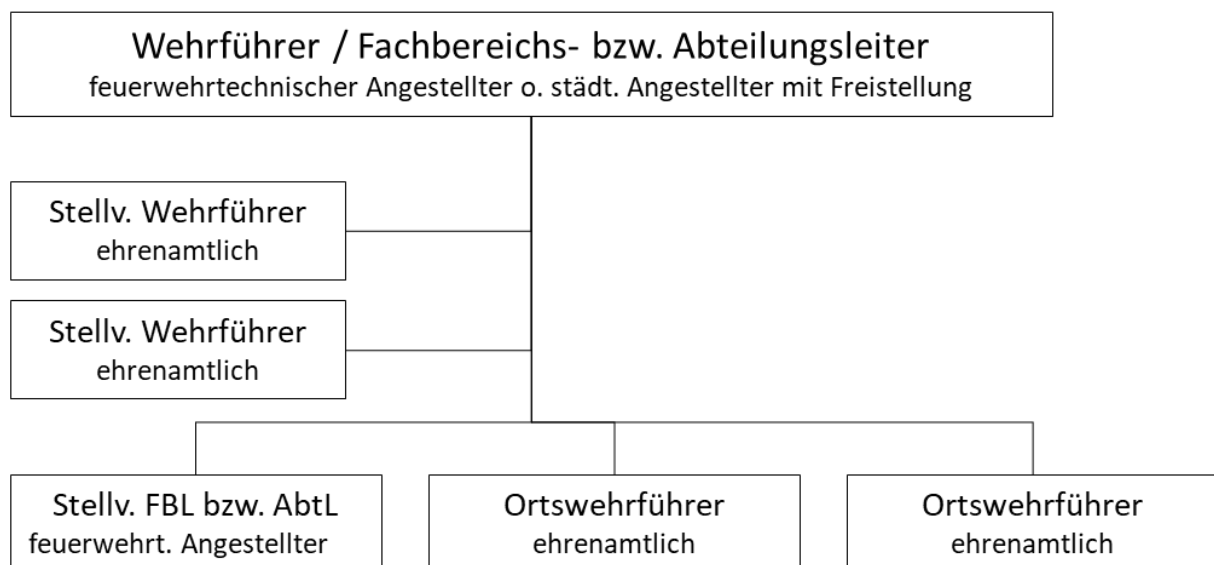 Wehrführer / Fachbereichs- bzw. Abteilungsleiter
feuerwehrtechnischer Angestellter o. städt. Angestellter mit Freistellung
Stellv. Wehrführer
ehrenamtlich
Stellv. Wehrführer
ehrenamtlich
Stellv. FBL bzw. AbtL
feuerwehrt. Angestellter
Ortswehrführer
ehrenamtlich
Ortswehrführer
ehrenamtlich